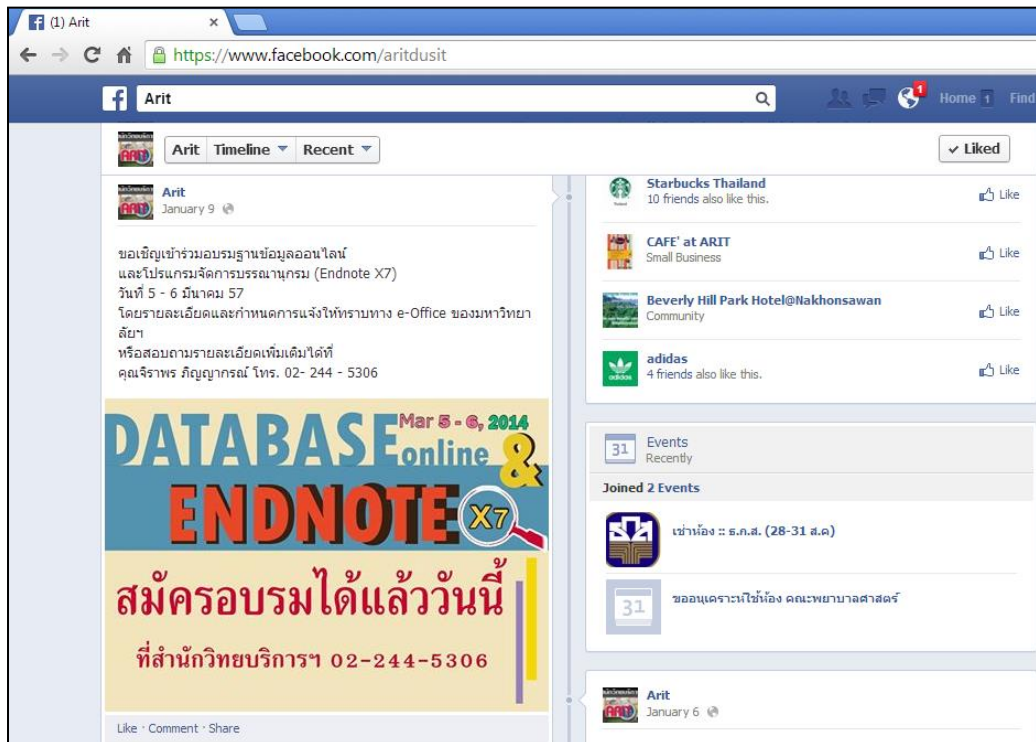 (1) Arit
https://www.facebook.com/aritdusit
Arit
1
Home 1 Find
Arit Timeline Recent
Liked
Arit
January 9
ขอเชิญเข้าร่วมอบรมฐานข้อมูลออนไลน์
และโปรแกรมจัดการบรรณานุกรม (Endnote X7)
วันที่ 5 - 6 มีนาคม 57
โดยรายละเอียดและกำหนดการแจ้งให้ทราบทาง e-Office ของมหาวิทยา
ลัยฯ
หรือสอบถามรายละเอียดเพิ่มเติมได้ที่
คุณจิราพร ภิญญากรณ์ โทร. 02- 244 - 5306
DATABASE
Mar 5 - 6, 2014
online &
ENDNOTE X7
สมัครอบรมได้แล้ววันนี้
ที่สำนักวิทยบริการฯ 02-244-5306
Like · Comment · Share
Starbucks Thailand
10 friends also like this.
Like
CAFE' at ARIT
Small Business
Like
Beverly Hill Park Hotel@Nakhonsawan
Community
Like
adidas
adidas
4 friends also like this.
Like
31
Events
Recently
Joined 2 Events
เช่าห้อง :: ธ.ก.ส. (28-31 ส.ค)
31
ขออนุเคราะห์ใช้ห้อง คณะพยาบาลศาสตร์
Arit
January 6